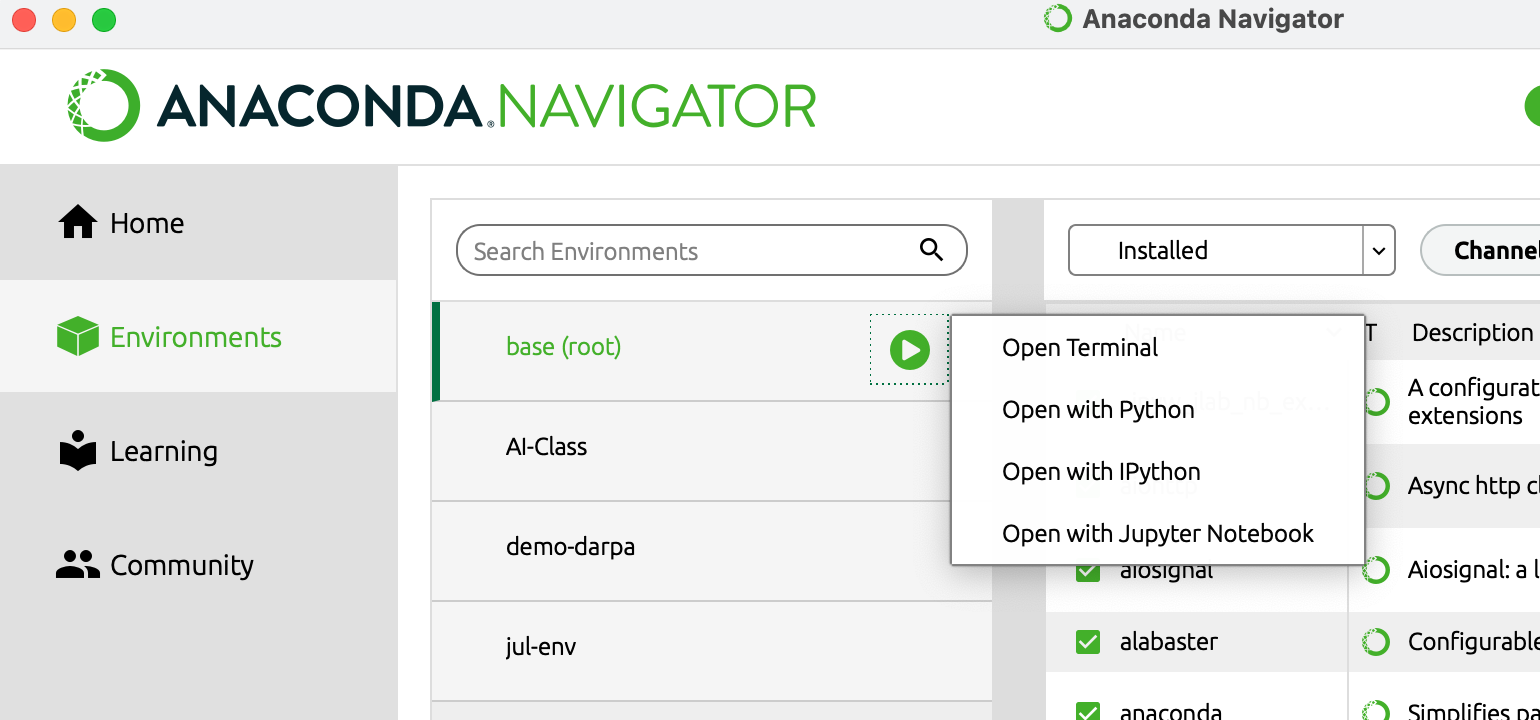 Anaconda Navigator
ANACONDA.NAVIGATOR
Home
Environments
Learning
Community
Search Environments
base (root)
AI-Class
demo-darpa
jul-env
Installed
Channel
Name
T
Description
Open Terminal
Open with Python
Open with IPython
Open with Jupyter Notebook
A configurat
extensions
Async http c
aiosignal
Aiosignal: a l
alabaster
Configurable
anaconda
Simplifies pa